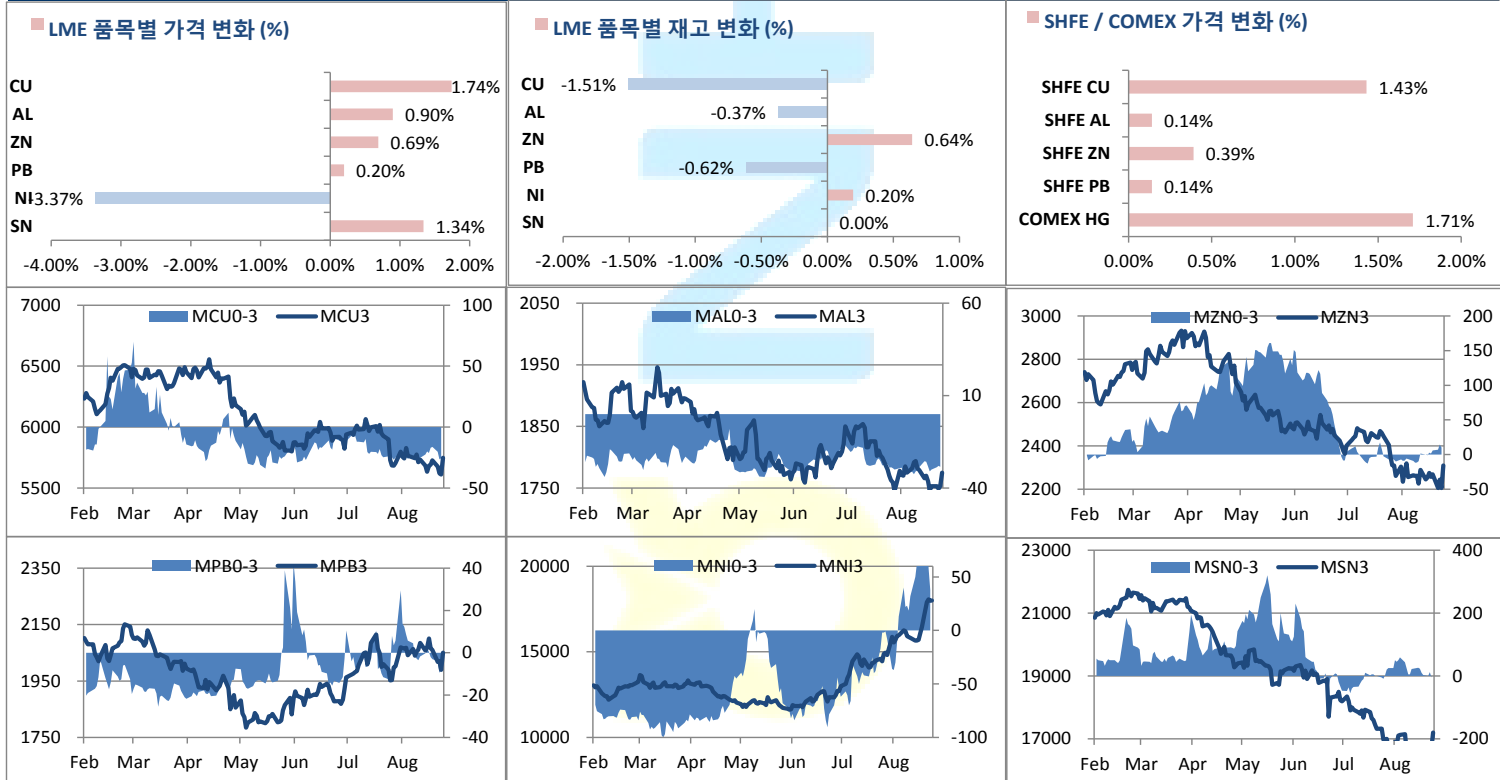 LME 품목별 가격 변화 (%)
CU 1.74%
AL 0.90%
ZN 0.69%
PB 0.20%
NI -3.37%
SN 1.34%
-4.00% -3.00% -2.00% -1.00% 0.00% 1.00% 2.00%
LME 품목별 재고 변화 (%)
CU -1.51%
AL -0.37%
ZN 0.64%
PB -0.62%
NI 0.20%
SN 0.00%
-2.00% -1.50% -1.00% -0.50% 0.00% 0.50% 1.00%
SHFE / COMEX 가격 변화 (%)
SHFE CU 1.43%
SHFE AL 0.14%
SHFE ZN 0.39%
SHFE PB 0.14%
COMEX HG 1.71%
0.00% 0.50% 1.00% 1.50% 2.00%
7000 100
MCU0-3 MCU3
6500 50
6000 0
5500 -50
Feb Mar Apr May Jun Jul Aug
2050 60
MAL0-3 MAL3
1950
10
1850
1750 -40
Feb Mar Apr May Jun Jul Aug
3000 200
MZN0-3 MZN3
2800 150
100
2600
50
2400 0
2200 -50
Feb Mar Apr May Jun Jul Aug
2350 40
MPB0-3 MPB3
2150 20
0
1950 -20
1750 -40
Feb Mar Apr May Jun Jul Aug
20000
MNI0-3 MNI3
50
15000 0
-50
10000 -100
Feb Mar Apr May Jun Jul Aug
23000 400
MSN0-3 MSN3
21000 200
19000 0
17000 -200
Feb Mar Apr May Jun Jul Aug